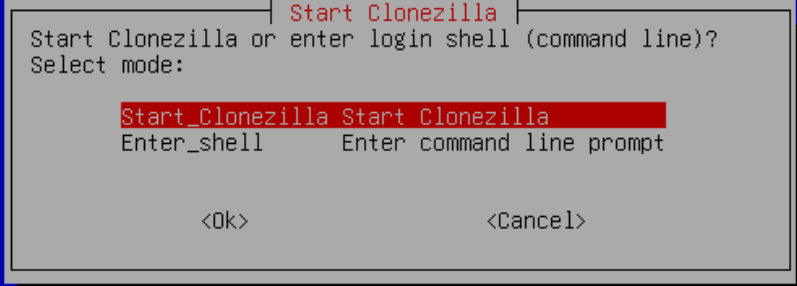 Start Clonezilla
Start Clonezilla or enter login shell (command line)?
Select mode:
Start_Clonezilla Start Clonezilla
Enter_shell Enter command line prompt
<Ok> <Cancel>